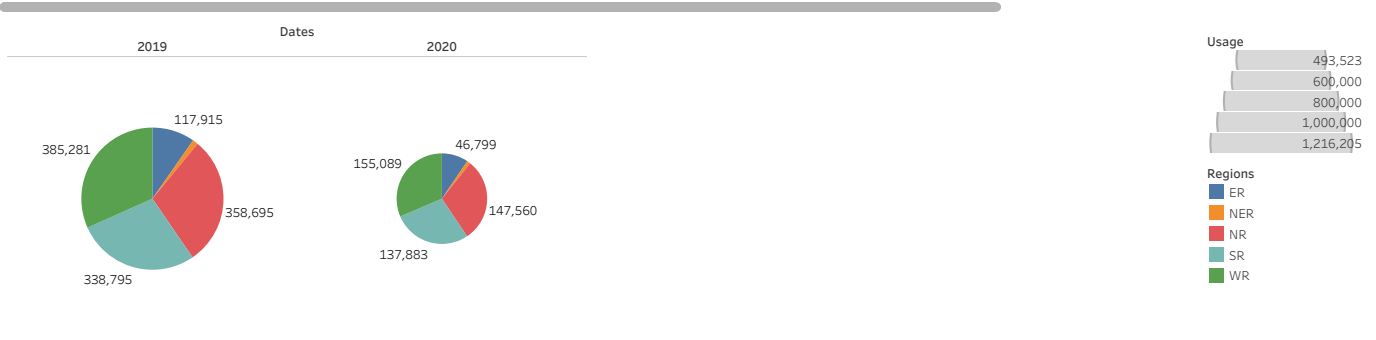 Dates
2019
2020
117,915
385,281
358,695
338,795
46,799
155,089
147,560
137,883
Usage
493,523
600,000
800,000
1,000,000
1,216,205
Regions
ER
NER
NR
SR
WR